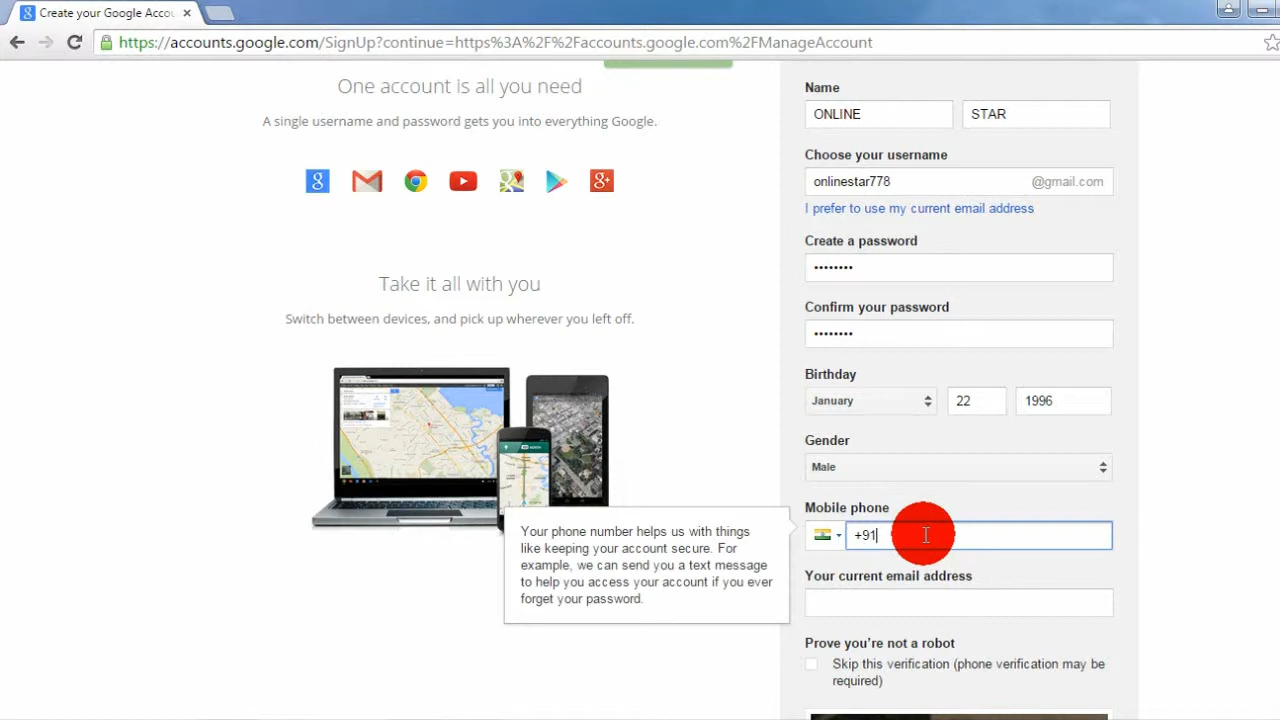 Create your Google Accou
https://accounts.google.com/SignUp?continue=https%3A%2F%2Faccounts.google.com%2FManageAccount
One account is all you need
A single username and password gets you into everything Google.
Take it all with you
Switch between devices, and pick up wherever you left off.
Name
ONLINE STAR
Choose your username
onlinestar778 @gmail.com
I prefer to use my current email address
Create a password
••••••••
Confirm your password
••••••••
Birthday
January 22 1996
Gender
Male
Mobile phone
+91
Your phone number helps us with things
like keeping your account secure. For
example, we can send you a text message
to help you access your account if you ever
forget your password.
Your current email address
Prove you're not a robot
Skip this verification (phone verification may be
required)